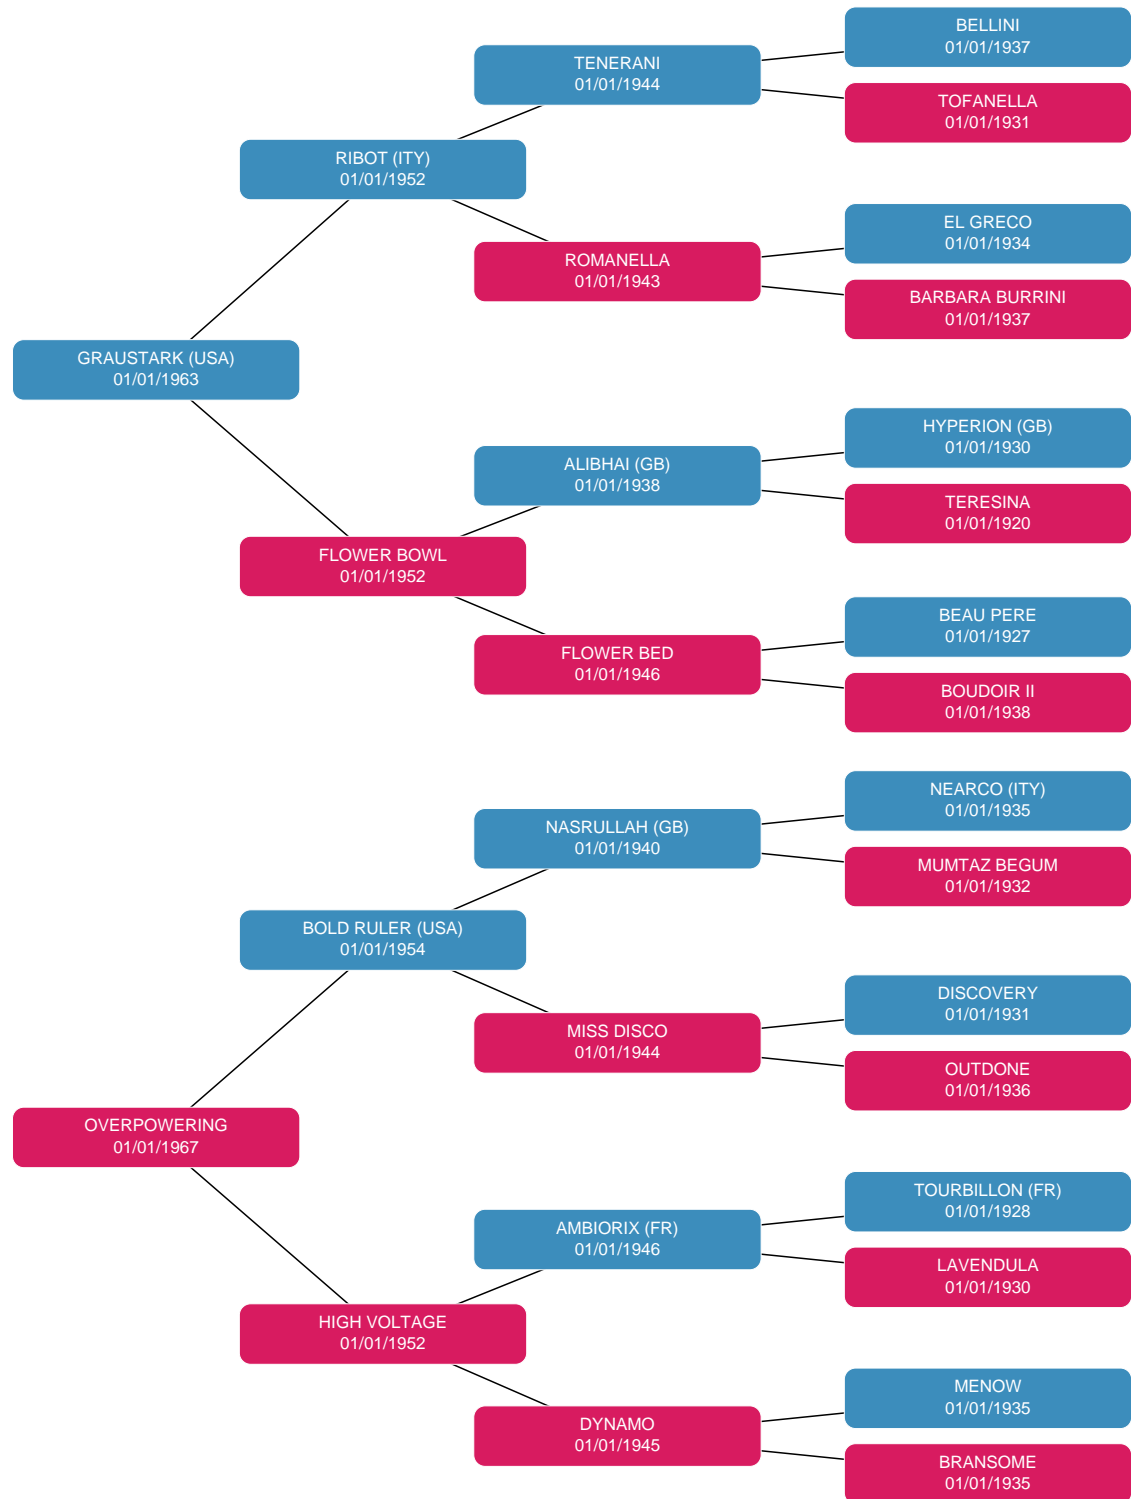 BELLINI
01/01/1937
TENERANI
01/01/1944
TOFANELLA
01/01/1931
RIBOT (ITY)
01/01/1952
EL GRECO
01/01/1934
ROMANELLA
01/01/1943
BARBARA BURRINI
01/01/1937
GRAUSTARK (USA)
01/01/1963
HYPERION (GB)
01/01/1930
ALIBHAI (GB)
01/01/1938
TERESINA
01/01/1920
FLOWER BOWL
01/01/1952
BEAU PERE
01/01/1927
FLOWER BED
01/01/1946
BOUDOIR II
01/01/1938
NEARCO (ITY)
01/01/1935
NASRULLAH (GB)
01/01/1940
MUMTAZ BEGUM
01/01/1932
BOLD RULER (USA)
01/01/1954
DISCOVERY
01/01/1931
MISS DISCO
01/01/1944
OUTDONE
01/01/1936
OVERPOWERING
01/01/1967
TOURBILLON (FR)
01/01/1928
AMBIORIX (FR)
01/01/1946
LAVENDULA
01/01/1930
HIGH VOLTAGE
01/01/1952
MENOW
01/01/1935
DYNAMO
01/01/1945
BRANSOME
01/01/1935